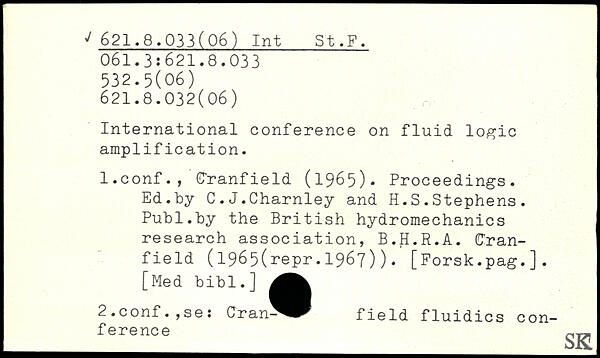 ✓ 621.8.033(06) Int St.F.
061.3:621.8.033
532.5(06)
621.8.032(06)
International conference on fluid logic
amplification.
1.conf., Cranfield (1965). Proceedings.
Ed.by C.J.Charnley and H.S.Stephens.
Publ.by the British hydromechanics
research association, B.H.R.A. Cran-
field (1965(repr.1967)). [Forsk.pag.].
[Med bibl.]
2.conf.,se: Cran- field fluidics con-
ference
SK